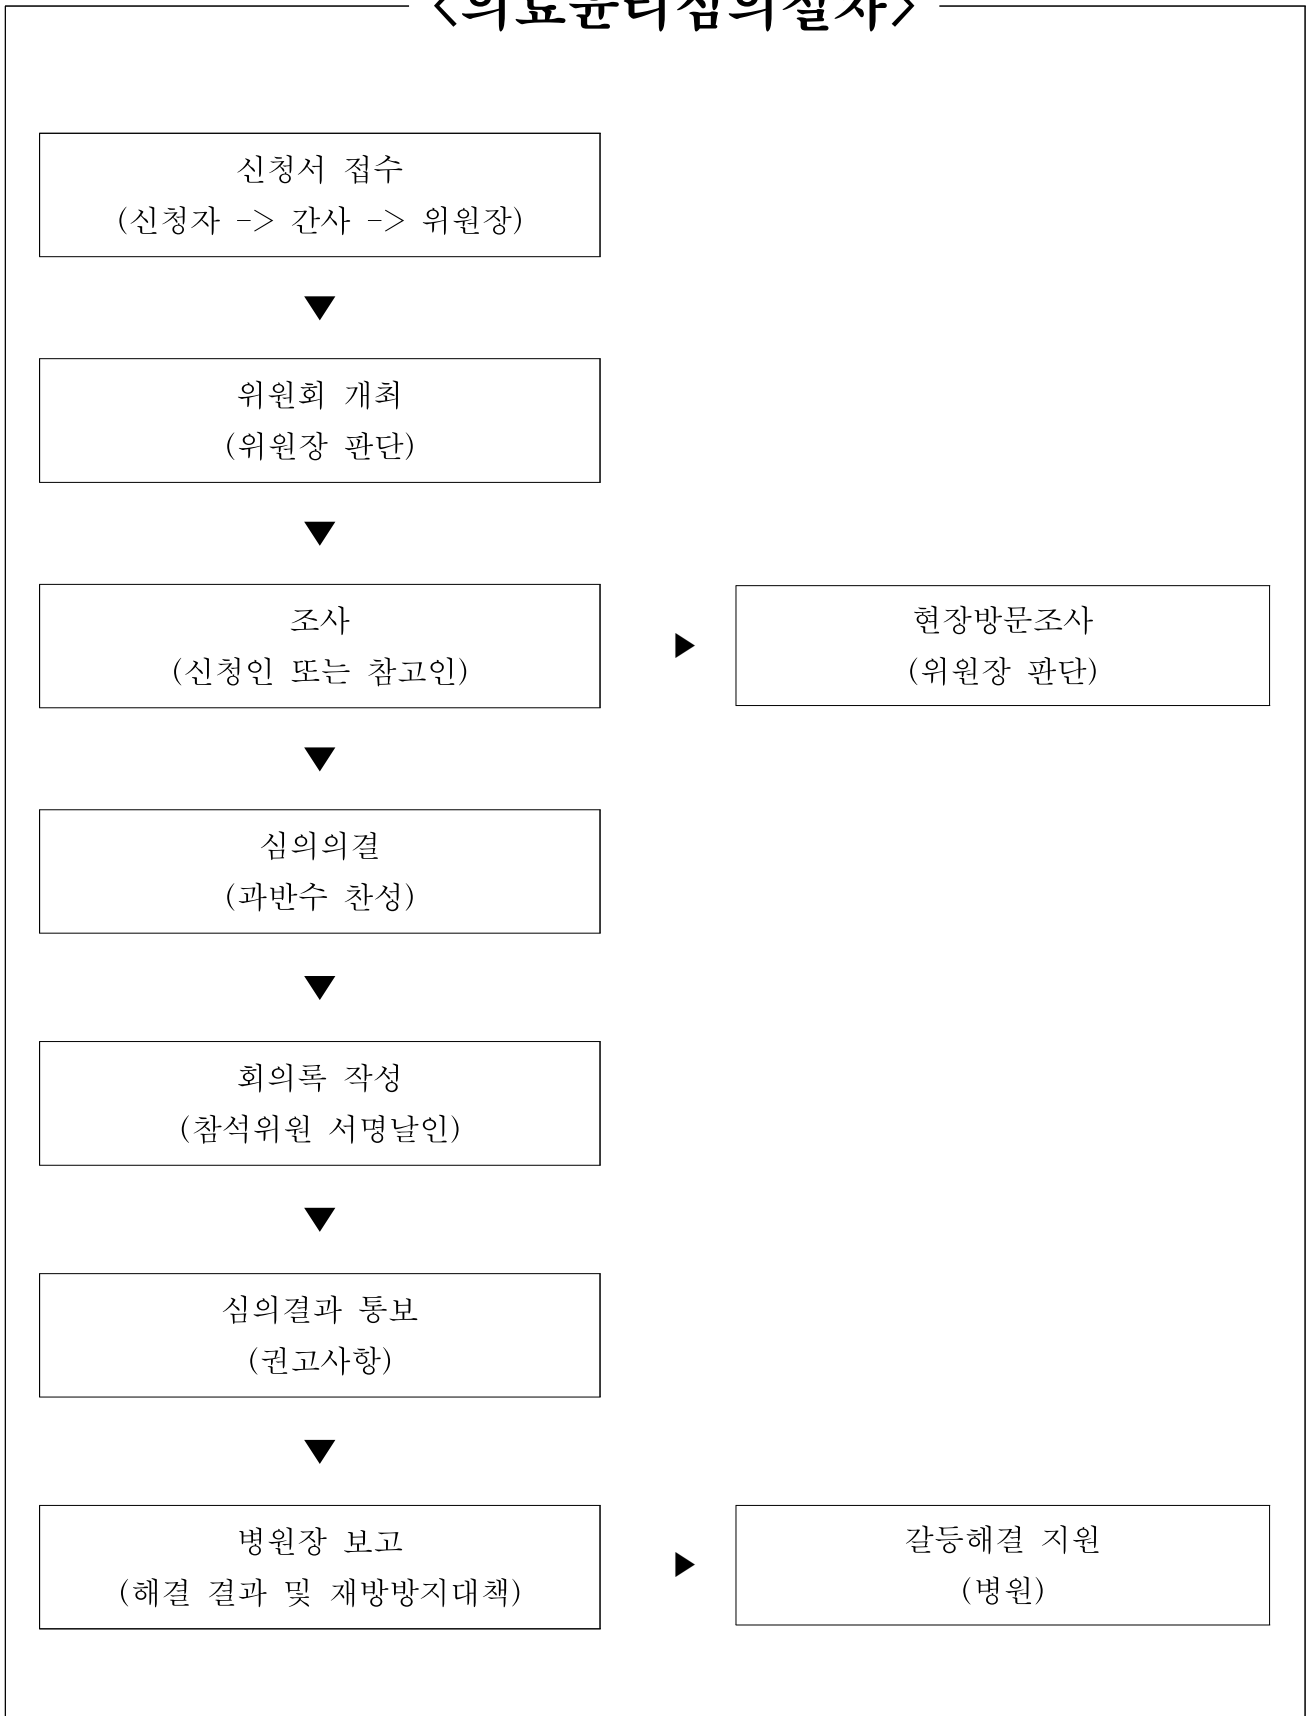 <의료윤리심의절차>
신청서 접수
(신청자 -> 간사 -> 위원장)
위원회 개최
(위원장 판단)
조사
(신청인 또는 참고인)
현장방문조사
(위원장 판단)
심의의결
(과반수 찬성)
회의록 작성
(참석위원 서명날인)
심의결과 통보
(권고사항)
병원장 보고
(해결 결과 및 재방방지대책)
갈등해결 지원
(병원)